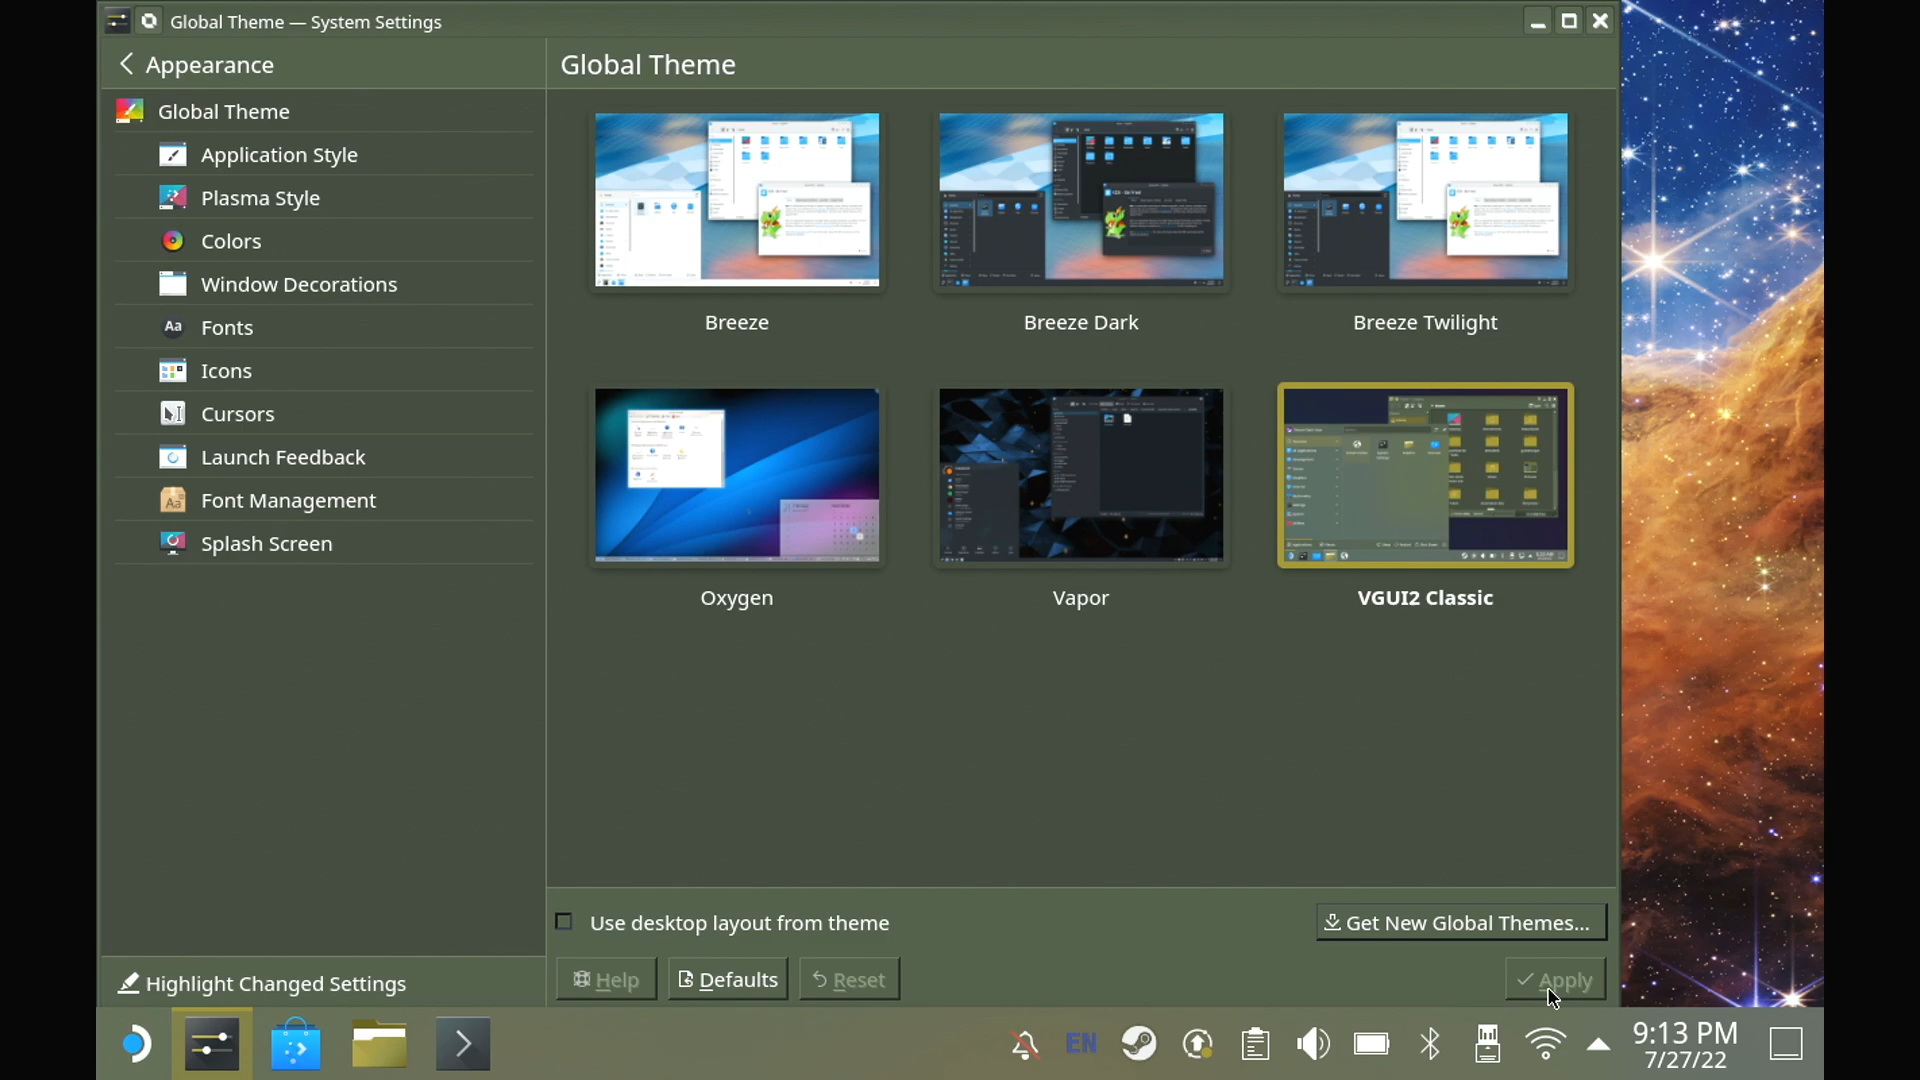 Global Theme — System Settings
Appearance
Global Theme
Global Theme
Application Style
Plasma Style
Colors
Window Decorations
Aa Fonts
Icons
Cursors
Launch Feedback
Aa Font Management
Splash Screen
Breeze
Breeze Dark
Breeze Twilight
Oxygen
Vapor
VGUI2 Classic
Use desktop layout from theme
Get New Global Themes...
Highlight Changed Settings
Help
Defaults
Reset
Apply
EN
9:13 PM
7/27/22